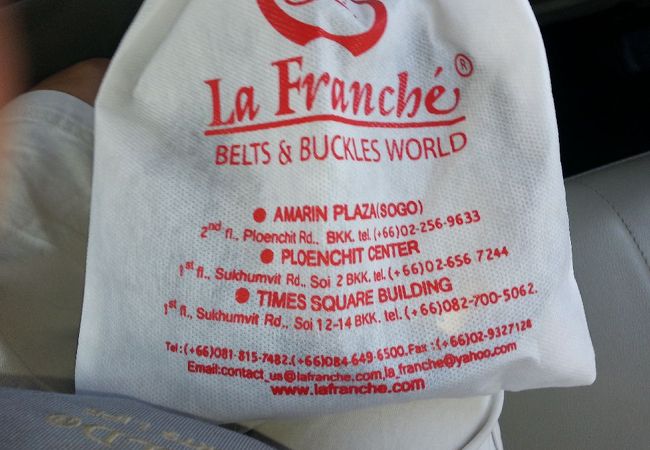 La Franché ®
BELTS & BUCKLES WORLD
● AMARIN PLAZA(SOGO)
2nd fl., Ploenchit Rd., BKK. tel.(+66)02-256-9633
● PLOENCHIT CENTER
1st fl., Sukhumvit Rd., Soi 2 BKK. tel.(+66)02-656 7244
● TIMES SQUARE BUILDING
1st fl., Sukhumvit Rd., Soi 12-14 BKK. tel.(+66)082-700-5062.
Tel:(+66)081-815-7482.(+66)084-649-6500.Fax:(+66)02-9327128
Email:contact_us@lafranche.com,la_franche@yahoo.com
www.lafranche.com